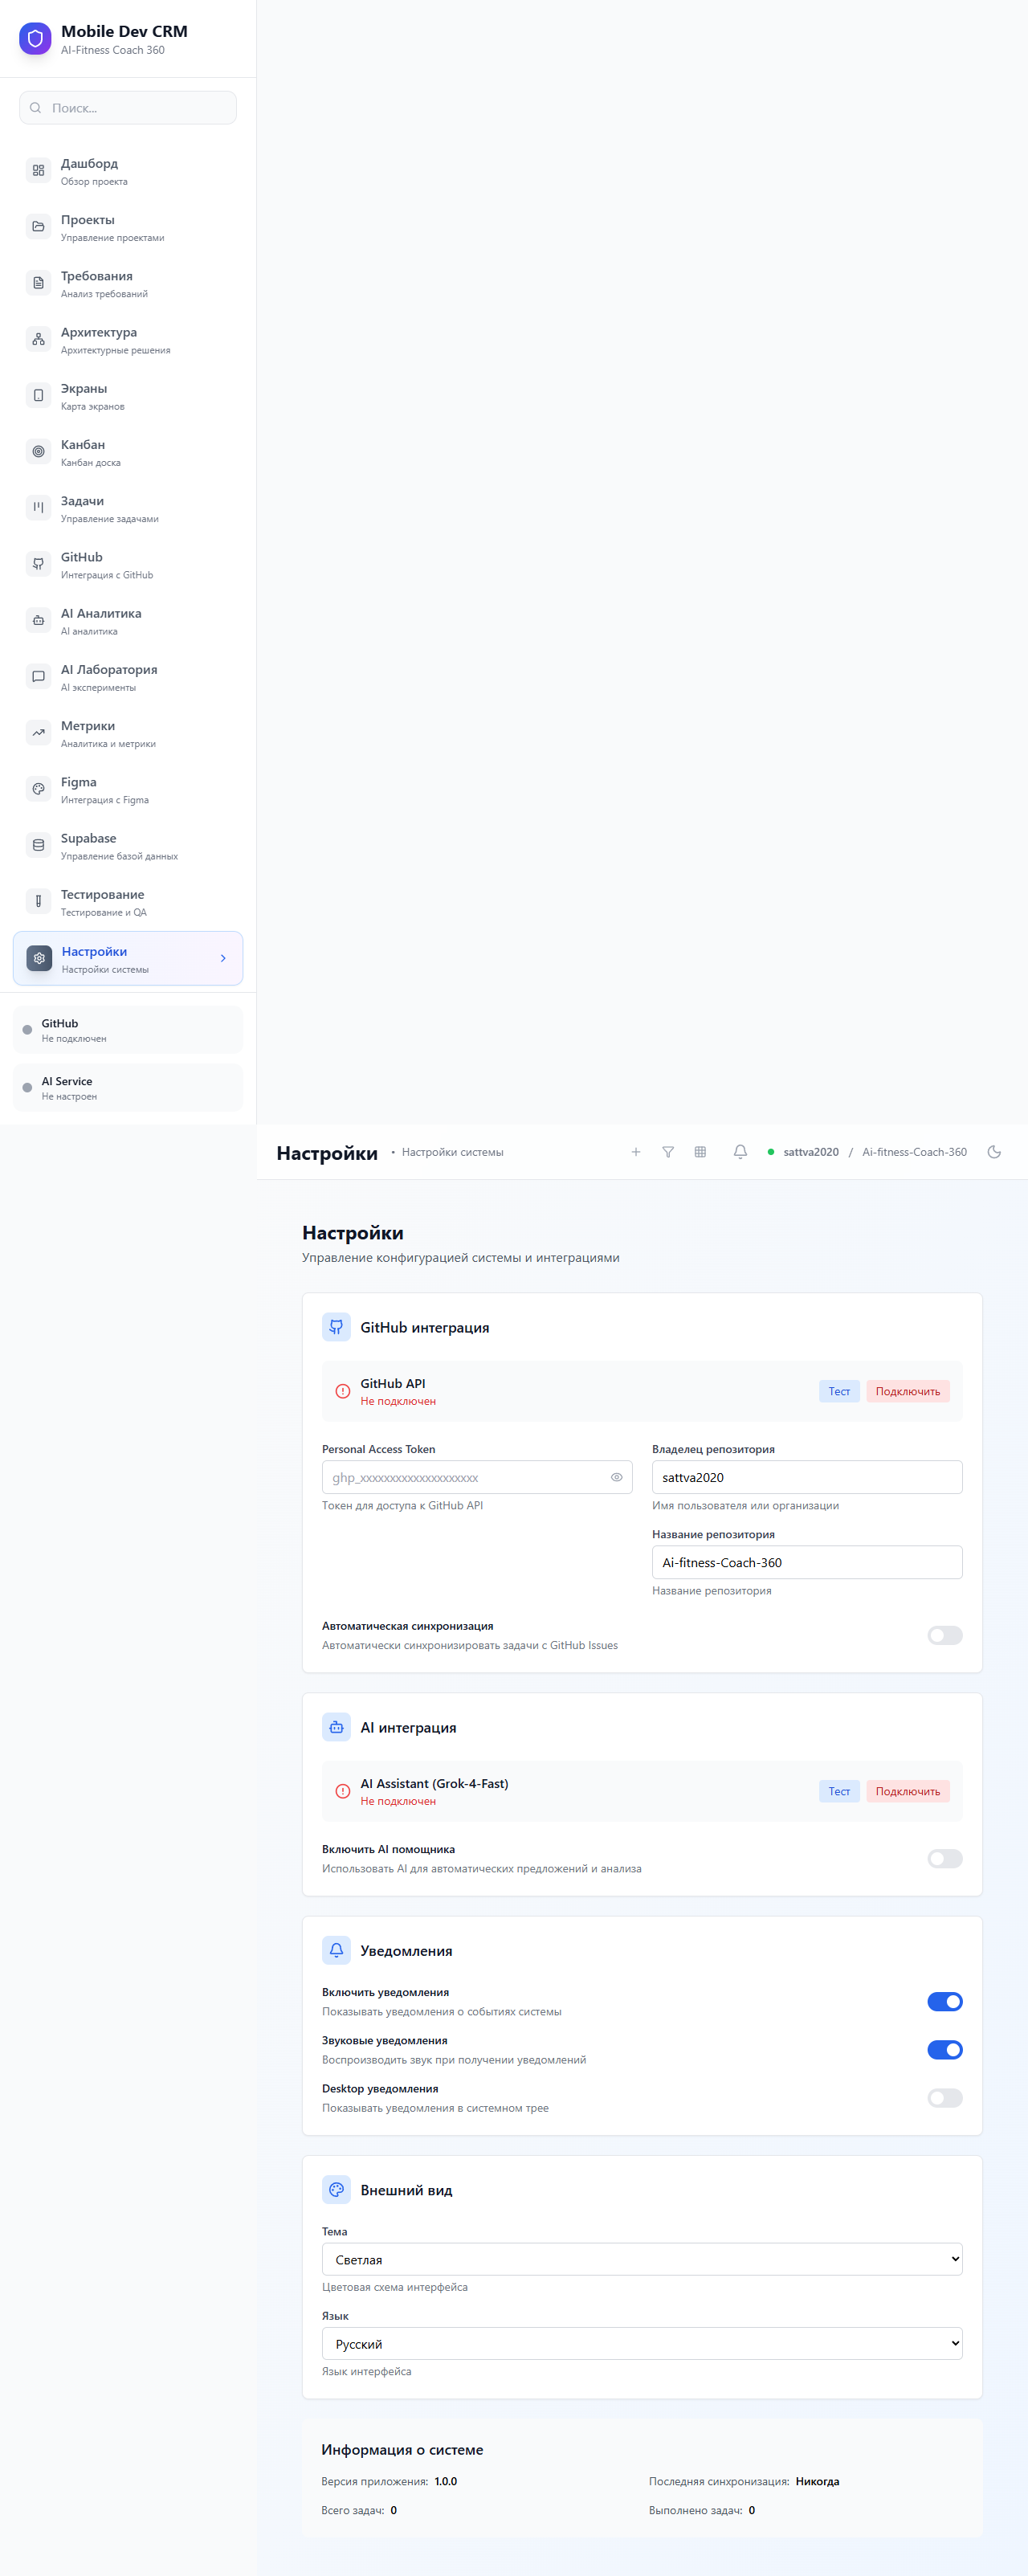 Mobile Dev CRM
AI-Fitness Coach 360
Поиск...
Дашборд
Обзор проекта
Проекты
Управление проектами
Требования
Анализ требований
Архитектура
Архитектурные решения
Экраны
Карта экранов
Канбан
Канбан доска
Задачи
Управление задачами
GitHub
Интеграция с GitHub
AI Аналитика
AI аналитика
AI Лаборатория
AI эксперименты
Метрики
Аналитика и метрики
Figma
Интеграция с Figma
Supabase
Управление базой данных
Тестирование
Тестирование и QA
Настройки
Настройки системы
GitHub
Не подключен
AI Service
Не настроен
Настройки • Настройки системы sattva2020 / Ai-fitness-Coach-360
Настройки
Управление конфигурацией системы и интеграциями
GitHub интеграция
GitHub API
Не подключен
Тест Подключить
Personal Access Token
ghp_xxxxxxxxxxxxxxxxxxxx
Токен для доступа к GitHub API
Владелец репозитория
sattva2020
Имя пользователя или организации
Название репозитория
Ai-fitness-Coach-360
Название репозитория
Автоматическая синхронизация
Автоматически синхронизировать задачи с GitHub Issues
AI интеграция
AI Assistant (Grok-4-Fast)
Не подключен
Тест Подключить
Включить AI помощника
Использовать AI для автоматических предложений и анализа
Уведомления
Включить уведомления
Показывать уведомления о событиях системы
Звуковые уведомления
Воспроизводить звук при получении уведомлений
Desktop уведомления
Показывать уведомления в системном трее
Внешний вид
Тема
Светлая
Цветовая схема интерфейса
Язык
Русский
Язык интерфейса
Информация о системе
Версия приложения: 1.0.0 Последняя синхронизация: Никогда
Всего задач: 0 Выполнено задач: 0